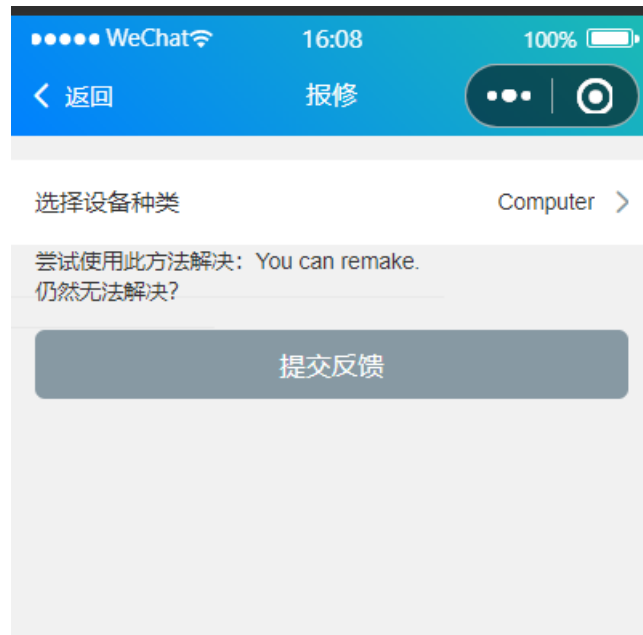 WeChat 16:08 100%
返回 报修
选择设备种类 Computer
尝试使用此方法解决：You can remake.
仍然无法解决?
提交反馈